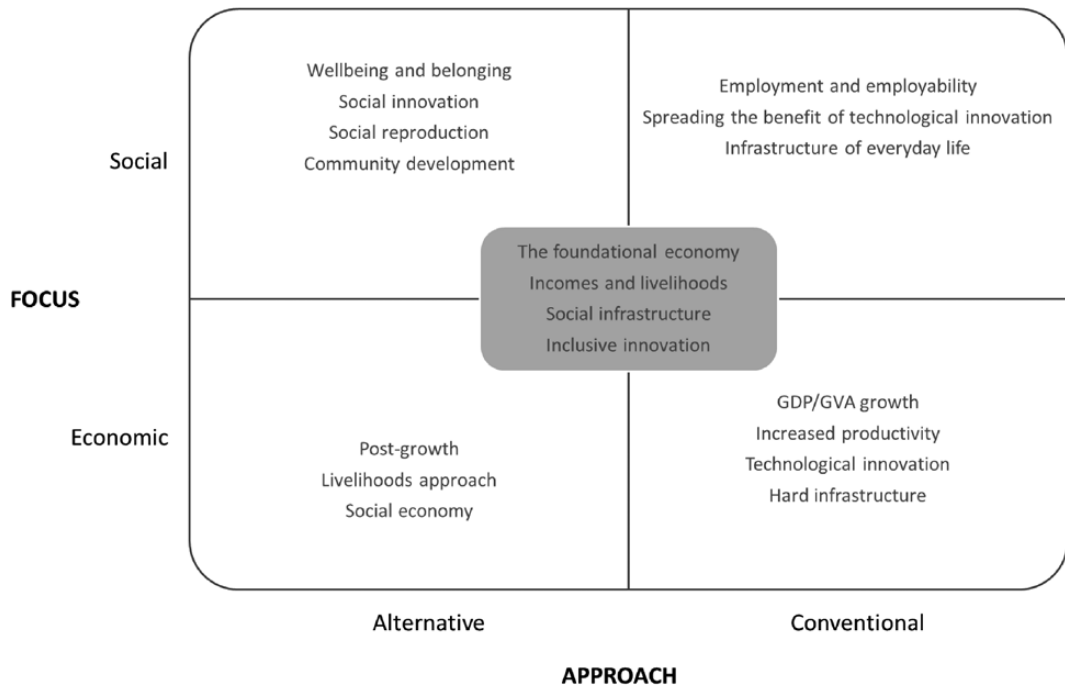 Wellbeing and belonging
Social innovation
Social reproduction
Community development
Employment and employability
Spreading the benefit of technological innovation
Infrastructure of everyday life
Social
The foundational economy
Incomes and livelihoods
Social infrastructure
Inclusive innovation
FOCUS
Economic
Post-growth
Livelihoods approach
Social economy
GDP/GVA growth
Increased productivity
Technological innovation
Hard infrastructure
Alternative
Conventional
APPROACH